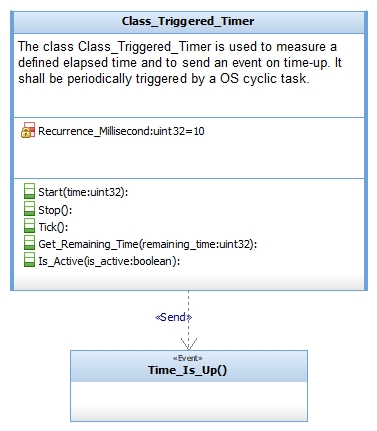 Class_Triggered_Timer
The class Class_Triggered_Timer is used to measure a
defined elapsed time and to send an event on time-up. It
shall be periodically triggered by a OS cyclic task.
Recurrence_Millisecond:uint32=10
Start(time:uint32):
Stop():
Tick():
Get_Remaining_Time(remaining_time:uint32):
Is_Active(is_active:boolean):
«Send»
«Event»
Time_Is_Up()